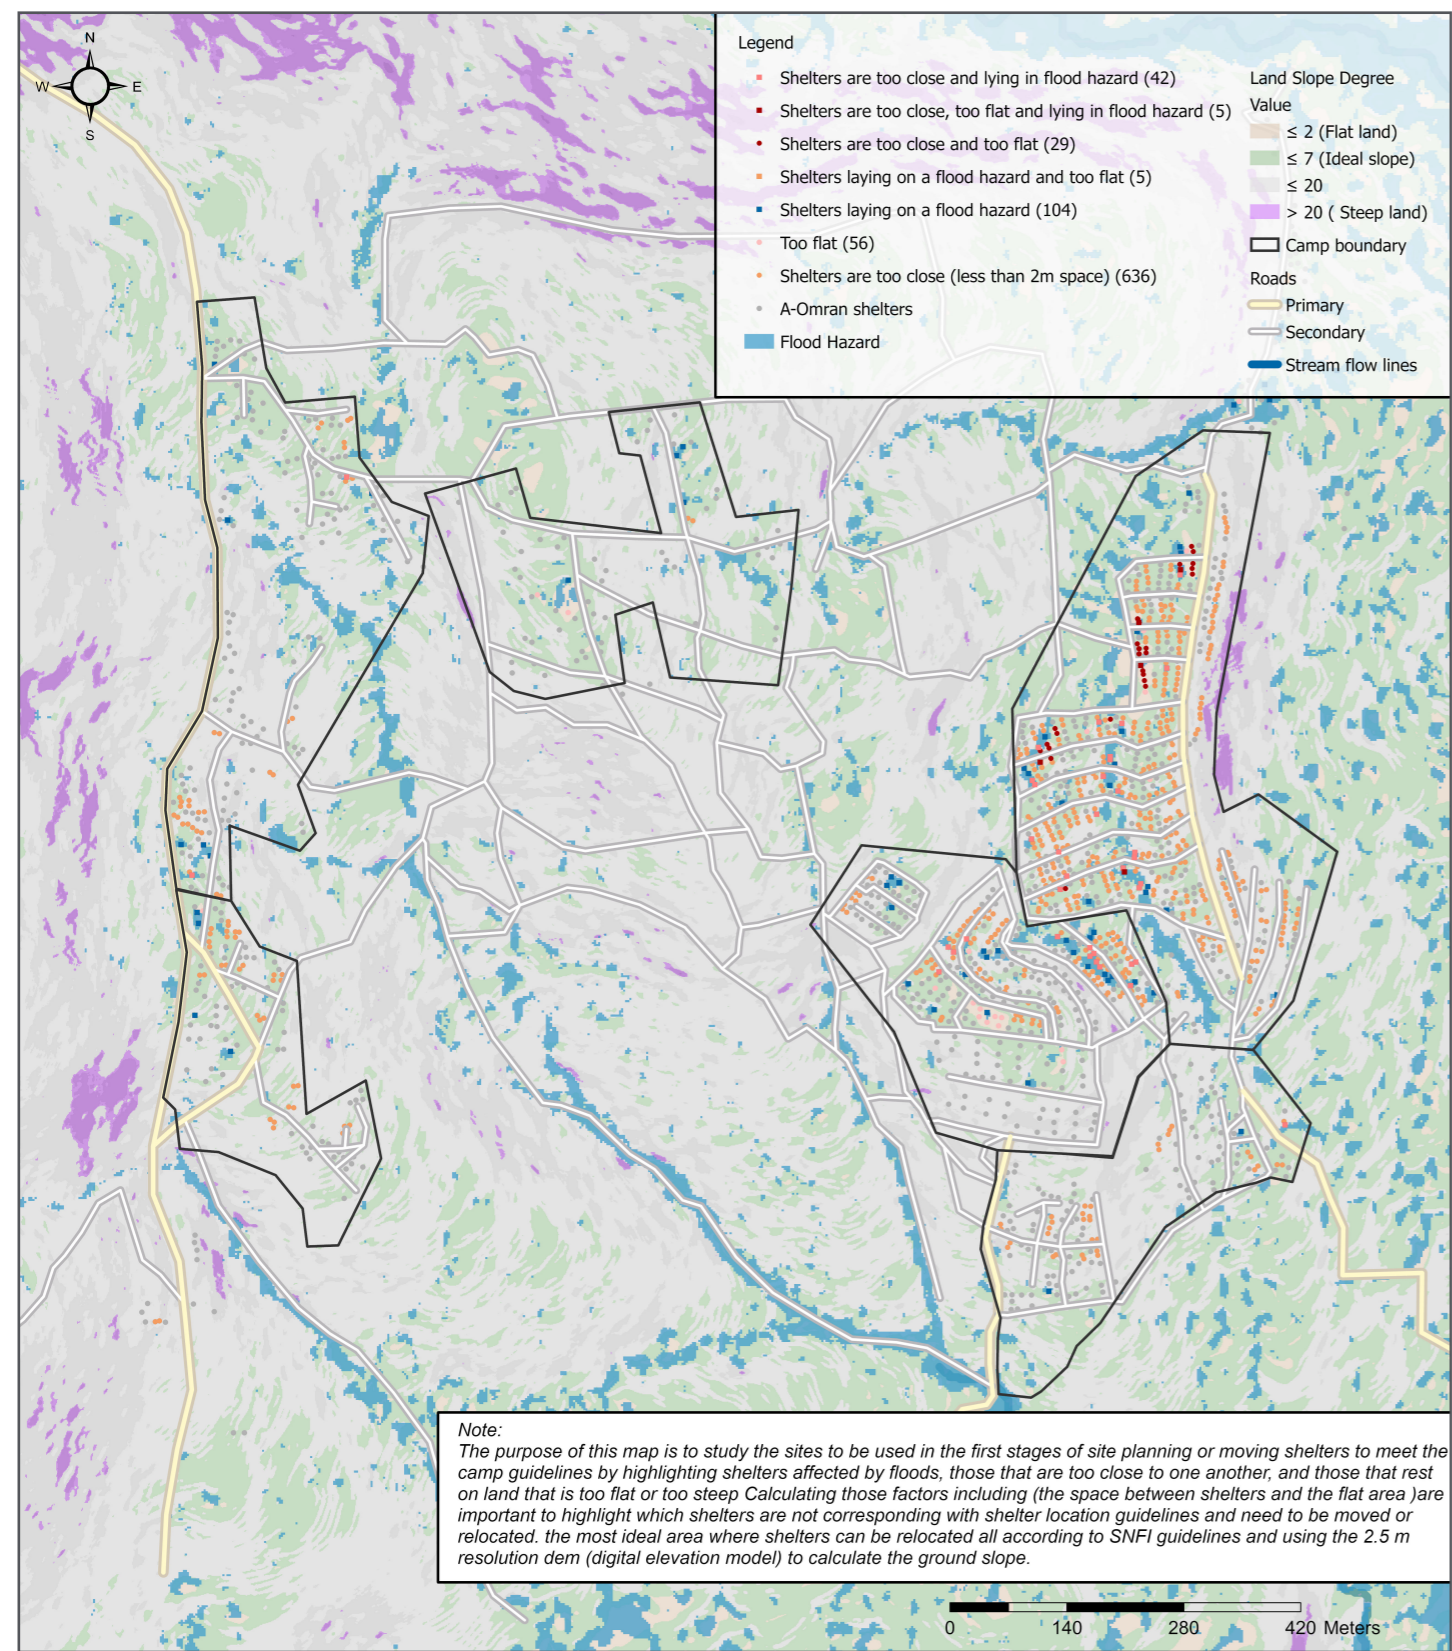 N
W
E
S
Legend
Shelters are too close and lying in flood hazard (42)
Shelters are too close, too flat and lying in flood hazard (5)
Shelters are too close and too flat (29)
Shelters laying on a flood hazard and too flat (5)
Shelters laying on a flood hazard (104)
Too flat (56)
Shelters are too close (less than 2m space) (636)
A-Omran shelters
Flood Hazard
Land Slope Degree
Value
≤ 2 (Flat land)
≤ 7 (Ideal slope)
≤ 20
> 20 ( Steep land)
Camp boundary
Roads
Primary
Secondary
Stream flow lines
Note:
The purpose of this map is to study the sites to be used in the first stages of site planning or moving shelters to meet the
camp guidelines by highlighting shelters affected by floods, those that are too close to one another, and those that rest
on land that is too flat or too steep Calculating those factors including (the space between shelters and the flat area )are
important to highlight which shelters are not corresponding with shelter location guidelines and need to be moved or
relocated. the most ideal area where shelters can be relocated all according to SNFI guidelines and using the 2.5 m
resolution dem (digital elevation model) to calculate the ground slope.
0 140 280 420 Meters